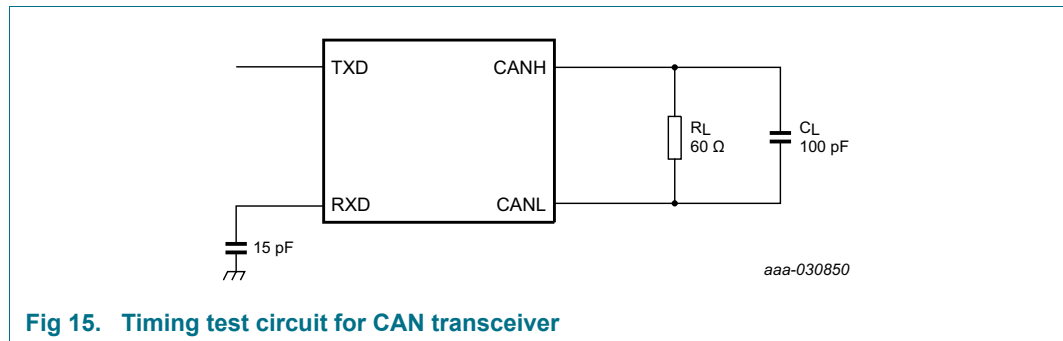 TXD CANH
RL
60 Ω
CL
100 pF
RXD CANL
15 pF
aaa-030850
Fig 15. Timing test circuit for CAN transceiver